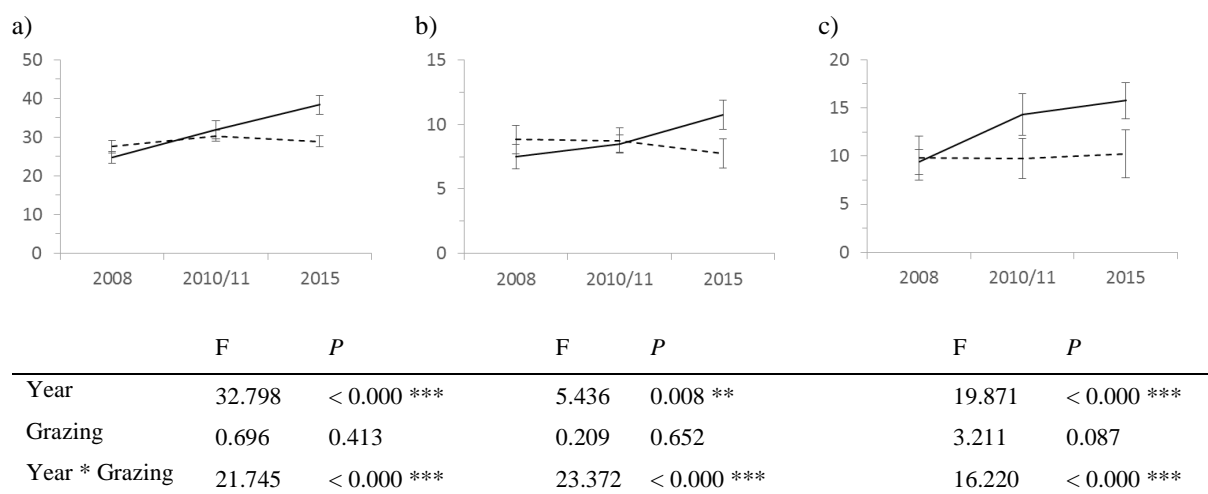 a) b) c)
50 15 20
40
15
30 10
10
20
5
5
10
0 0 0
2008 2010/11 2015 2008 2010/11 2015 2008 2010/11 2015
F P F P F P
Year 32.798 < 0.000 *** 5.436 0.008 ** 19.871 < 0.000 ***
Grazing 0.696 0.413 0.209 0.652 3.211 0.087
Year * Grazing 21.745 < 0.000 *** 23.372 < 0.000 *** 16.220 < 0.000 ***